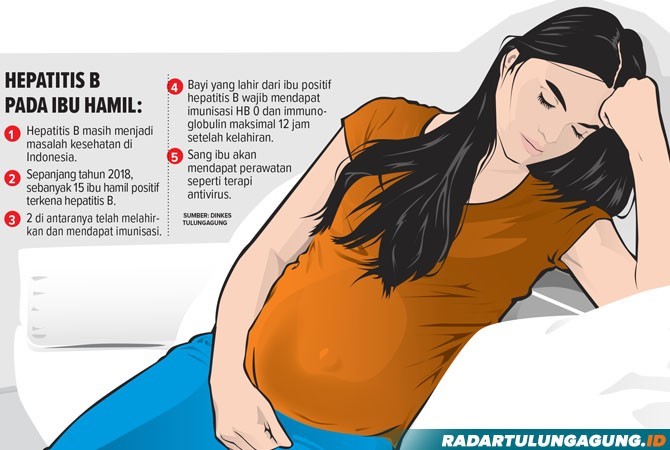 HEPATITIS B
PADA IBU HAMIL:
1 Hepatitis B masih menjadi
masalah kesehatan di
Indonesia.
2 Sepanjang tahun 2018,
sebanyak 15 ibu hamil positif
terkena hepatitis B.
3 2 di antaranya telah melahir-
kan dan mendapat imunisasi.
4 Bayi yang lahir dari ibu positif
hepatitis B wajib mendapat
imunisasi HB 0 dan immuno-
globulin maksimal 12 jam
setelah kelahiran.
5 Sang ibu akan
mendapat perawatan
seperti terapi
antivirus.
SUMBER: DINKES
TULUNGAGUNG
RADARTULUNGAGUNG.ID